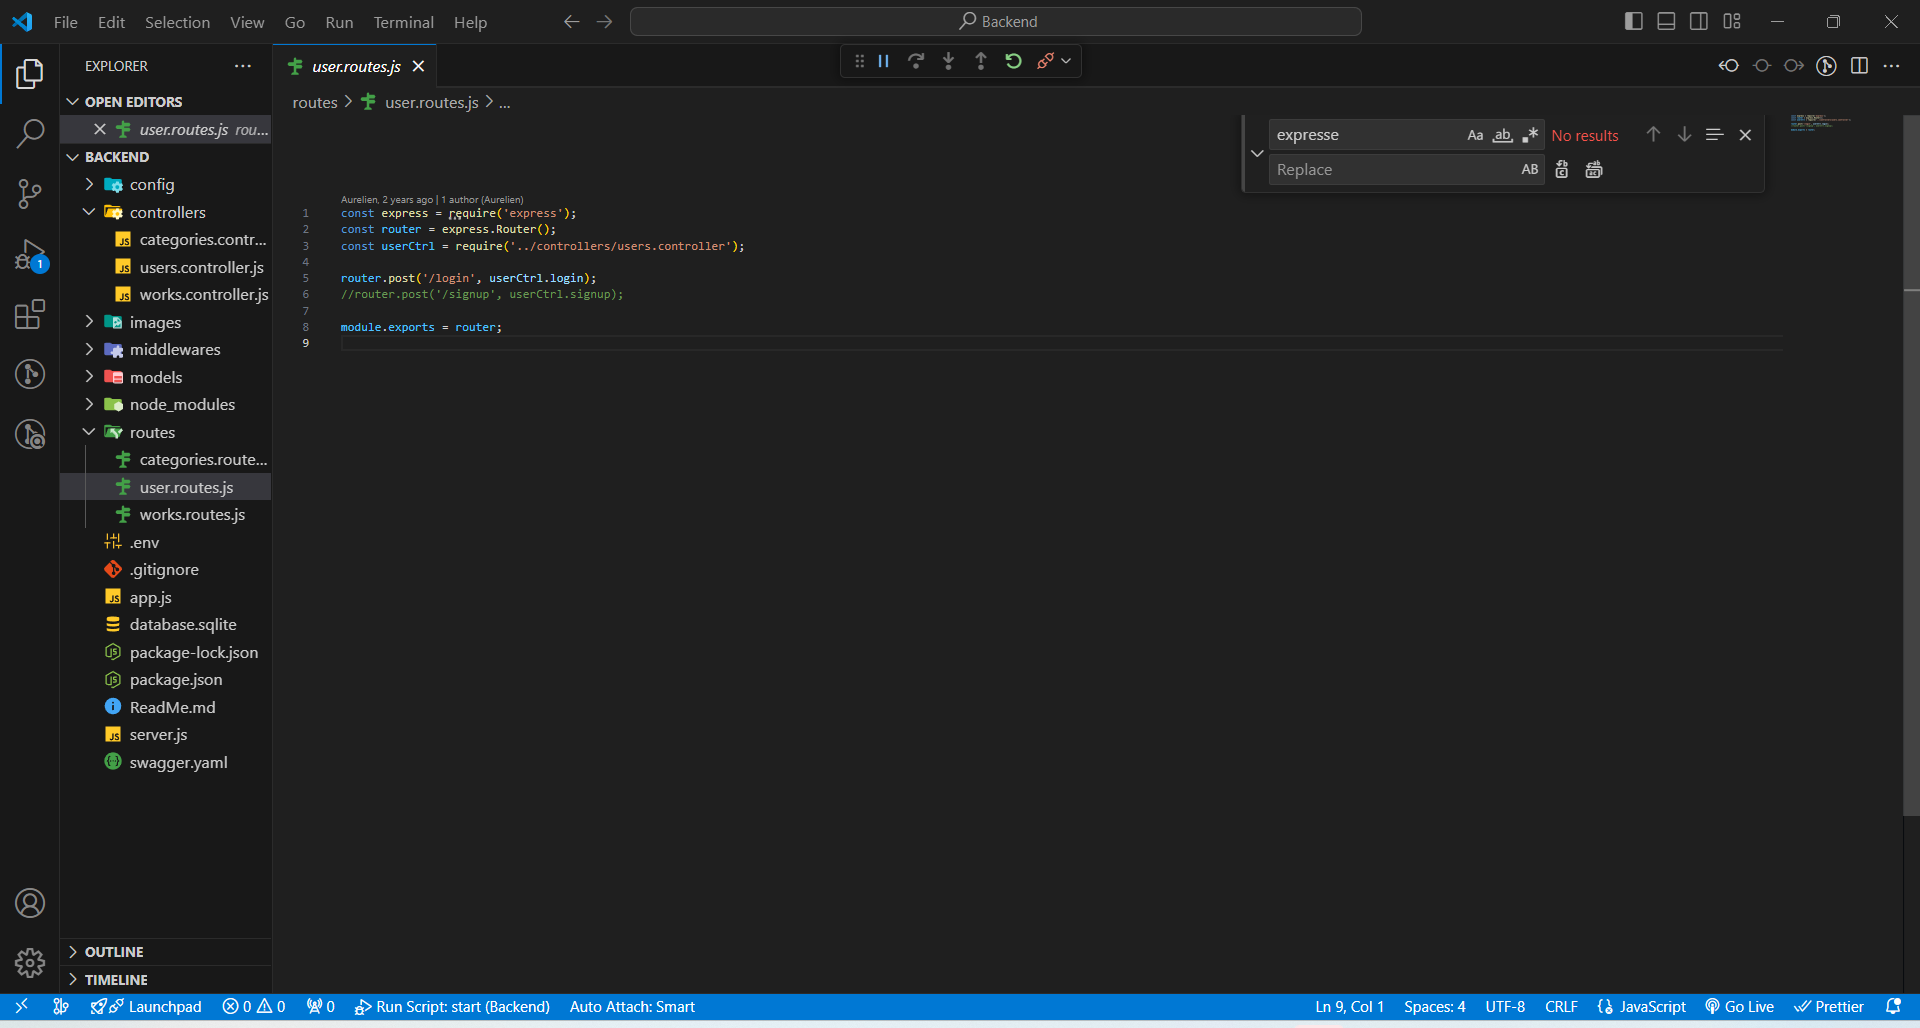 File Edit Selection View Go Run Terminal Help
Backend
EXPLORER
user.routes.js
OPEN EDITORS
user.routes.js rou...
BACKEND
config
controllers
categories.contr...
users.controller.js
works.controller.js
images
middlewares
models
node_modules
routes
categories.route...
user.routes.js
works.routes.js
.env
.gitignore
app.js
database.sqlite
package-lock.json
package.json
ReadMe.md
server.js
swagger.yaml
OUTLINE
TIMELINE
1
routes > user.routes.js > ...
expresse Aa ab No results
Replace AB
Aurelien, 2 years ago | 1 author (Aurelien)
1 const express = require('express');
2 const router = express.Router();
3 const userCtrl = require('../controllers/users.controller');
4
5 router.post('/login', userCtrl.login);
6 //router.post('/signup', userCtrl.signup);
7
8 module.exports = router;
9
Launchpad 0 0 0 Run Script: start (Backend) Auto Attach: Smart Ln 9, Col 1 Spaces: 4 UTF-8 CRLF JavaScript Go Live Prettier